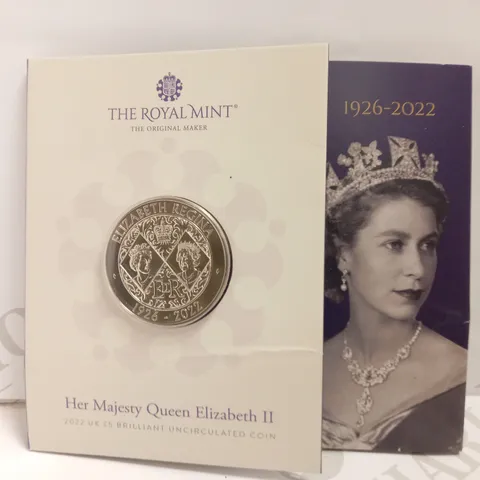 THE ROYAL MINT®
THE ORIGINAL MAKER
1926-2022
ELIZABETH REGINA
1926 - 2022
Her Majesty Queen Elizabeth II
2022 UK £5 BRILLIANT UNCIRCULATED COIN